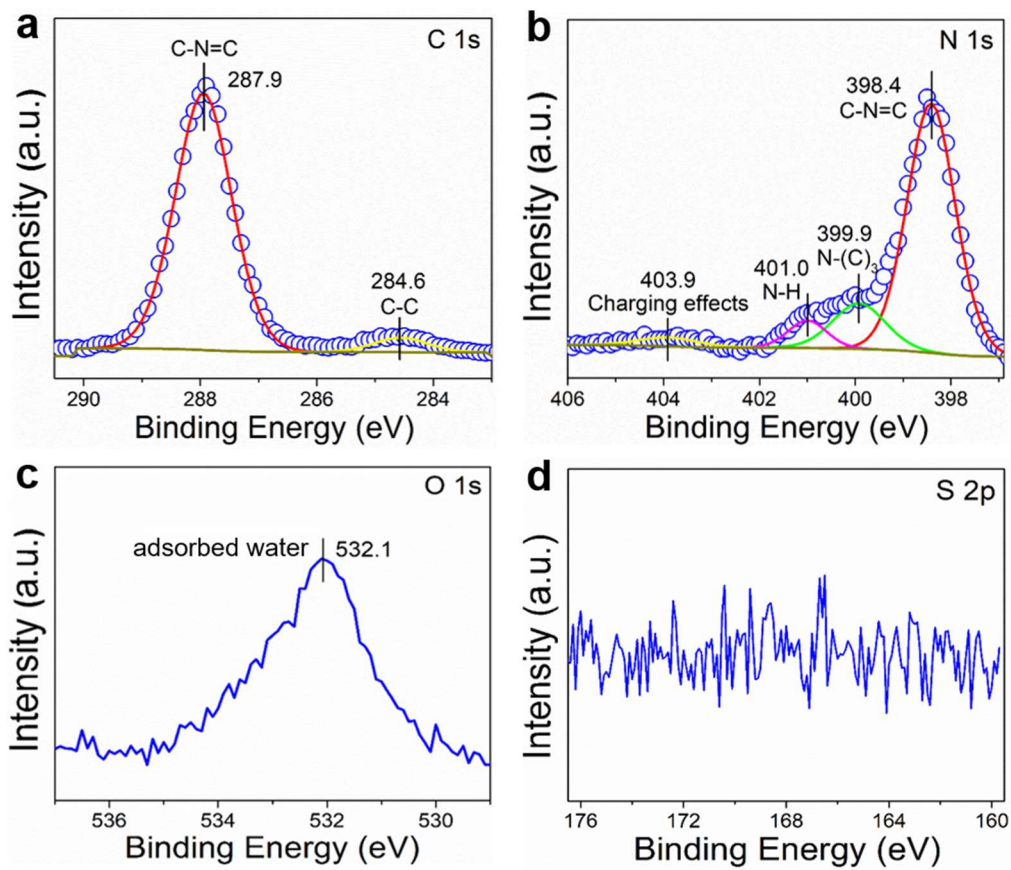 a
C 1s
C-N=C
287.9
284.6
C-C
Intensity (a.u.)
290 288 286 284
Binding Energy (eV)
b
N 1s
398.4
C-N=C
399.9
N-(C)₃
401.0
N-H
403.9
Charging effects
Intensity (a.u.)
406 404 402 400 398
Binding Energy (eV)
c
O 1s
adsorbed water 532.1
Intensity (a.u.)
536 534 532 530
Binding Energy (eV)
d
S 2p
Intensity (a.u.)
176 172 168 164 160
Binding Energy (eV)